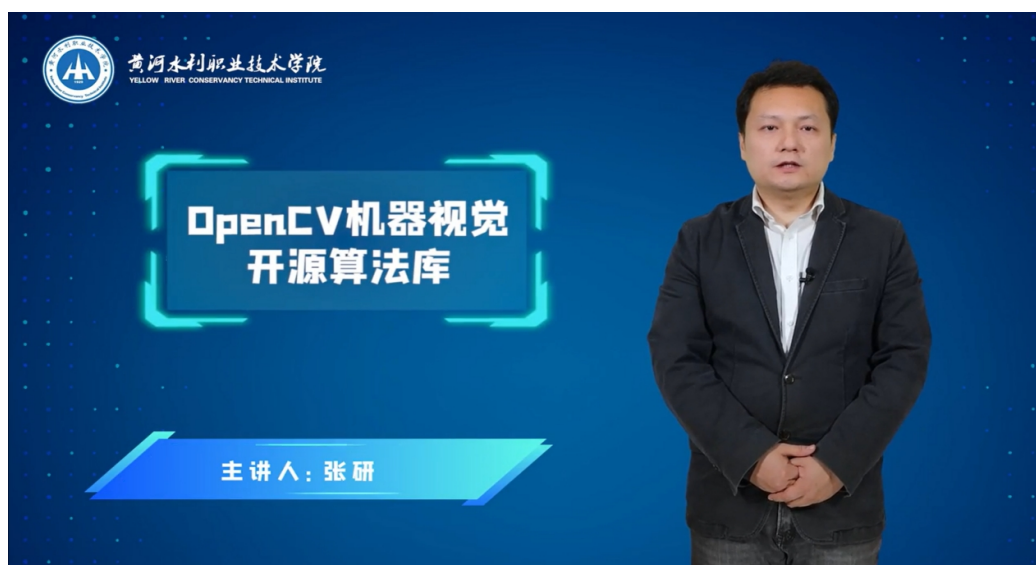 黄河水利职业技术学院
YELLOW RIVER CONSERVANCY TECHNICAL INSTITUTE
OpenCV机器视觉
开源算法库
主讲人：张研